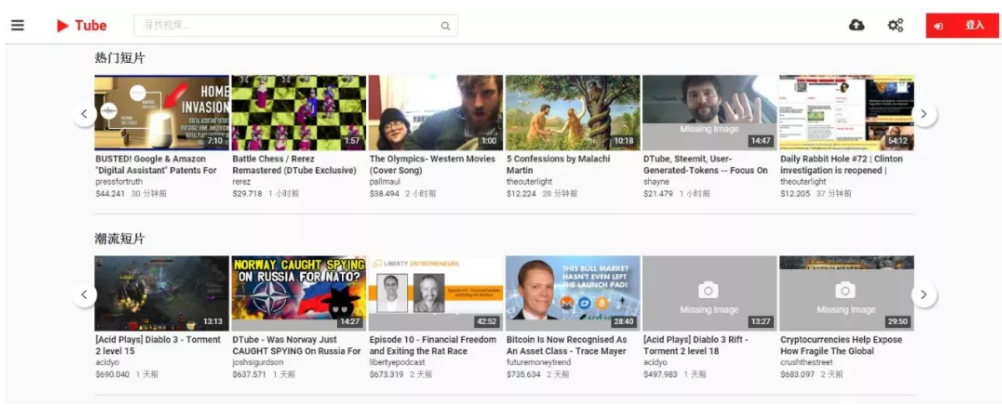 Tube
寻找视频...
登入
热门短片
HOME
INVASION
7:10
1:57
1:00
10:18
Missing Image
14:47
54:12
BUSTED! Google & Amazon
"Digital Assistant" Patents For
pressfortruth
$44.241 30 分钟前
Battle Chess / Rerez
Remastered (DTube Exclusive)
rerez
$29.718 1 小时前
The Olympics- Western Movies
(Cover Song)
pallmaul
$38.494 2 小时前
5 Confessions by Malachi
Martin
theouterlight
$12.224 28 分钟前
DTube, Steemit, User-
Generated-Tokens -- Focus On
shayne
$21.479 1 小时前
Daily Rabbit Hole #72 | Clinton
investigation is reopened |
theouterlight
$12.205 37 分钟前
潮流短片
13:13
NORWAY CAUGHT SPYING
ON RUSSIA FOR NATO?
14:27
LIBERTY ENTREPRENEURS
42:52
THIS BULL MARKET
HASN'T EVEN LEFT
THE LAUNCH PAD!
28:40
Missing Image
13:27
Missing Image
29:50
[Acid Plays] Diablo 3 - Torment
2 level 15
acidyo
$690.040 1 天前
DTube - Was Norway Just
CAUGHT SPYING On Russia For
joshsigurdson
$637.571 1 天前
Episode 10 - Financial Freedom
and Exiting the Rat Race
libertyepodcast
$673.319 2 天前
Bitcoin Is Now Recognised As
An Asset Class - Trace Mayer
futuremoneytrend
$735.634 2 天前
[Acid Plays] Diablo 3 Rift -
Torment 2 level 18
acidyo
$497.983 1 天前
Cryptocurrencies Help Expose
How Fragile The Global
crushthestreet
$683.097 2 天前